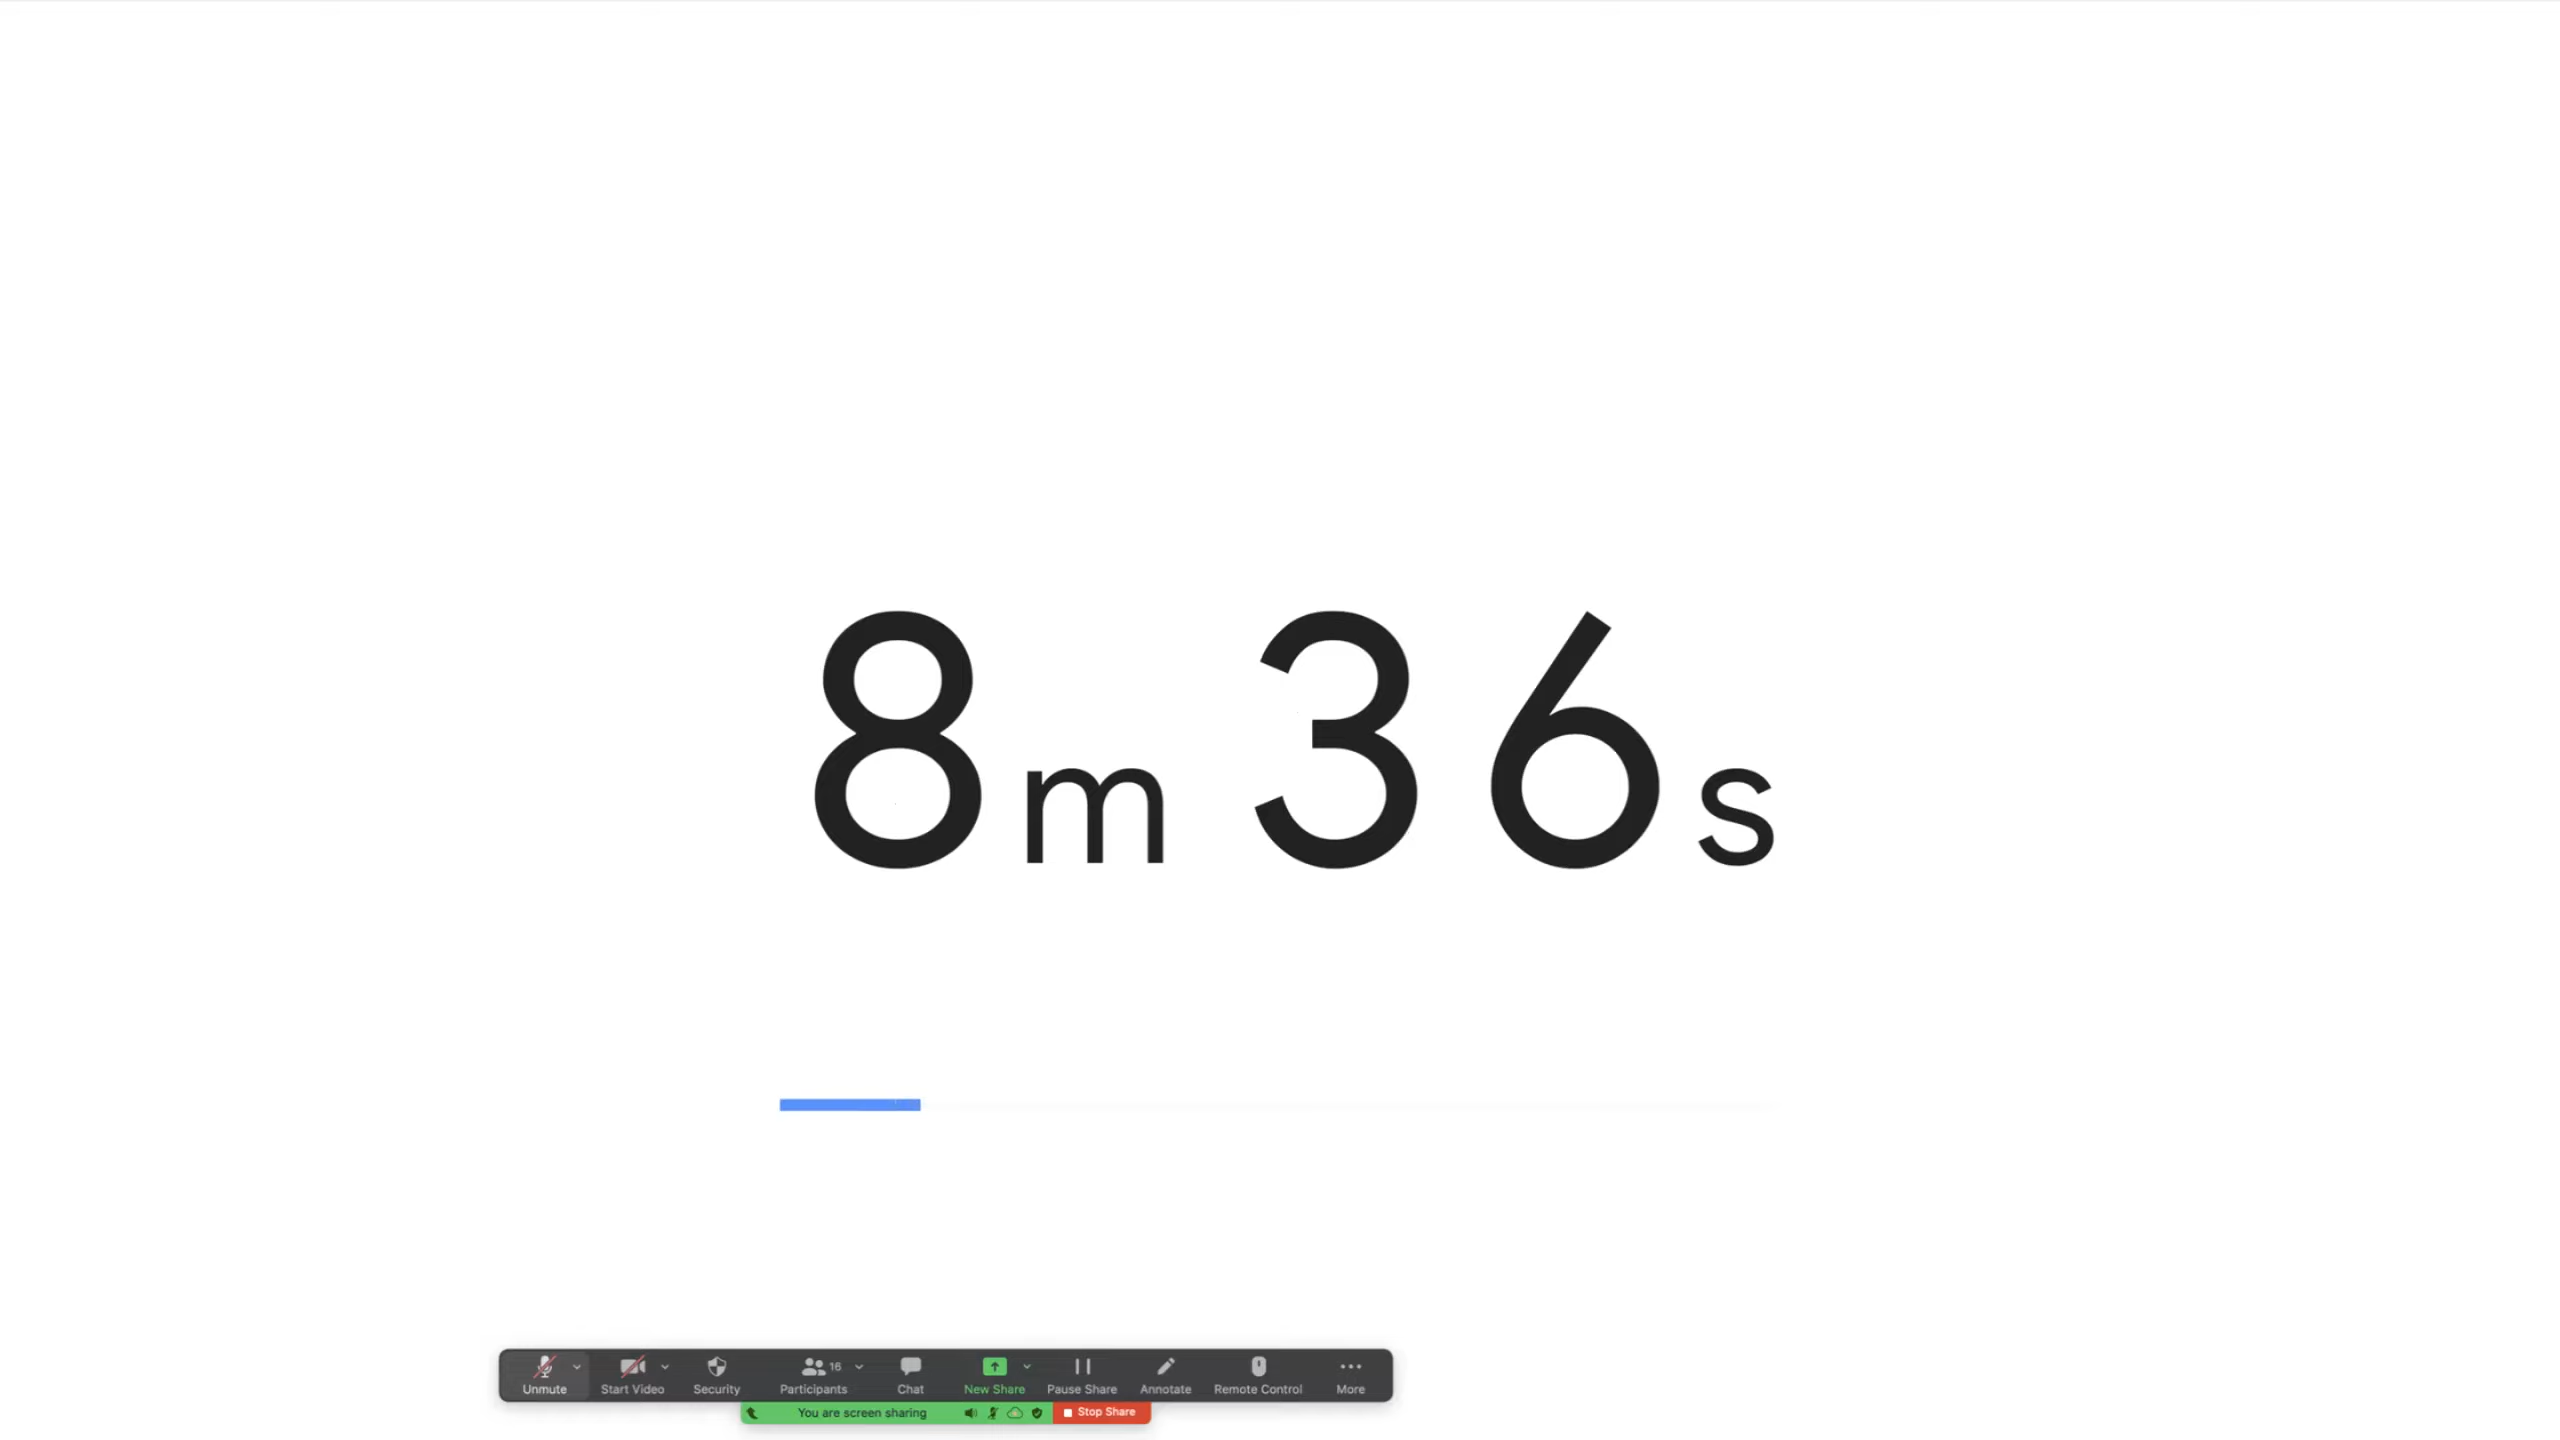 8m 36s
16
Unmute Start Video Security Participants Chat New Share Pause Share Annotate Remote Control More
You are screen sharing Stop Share